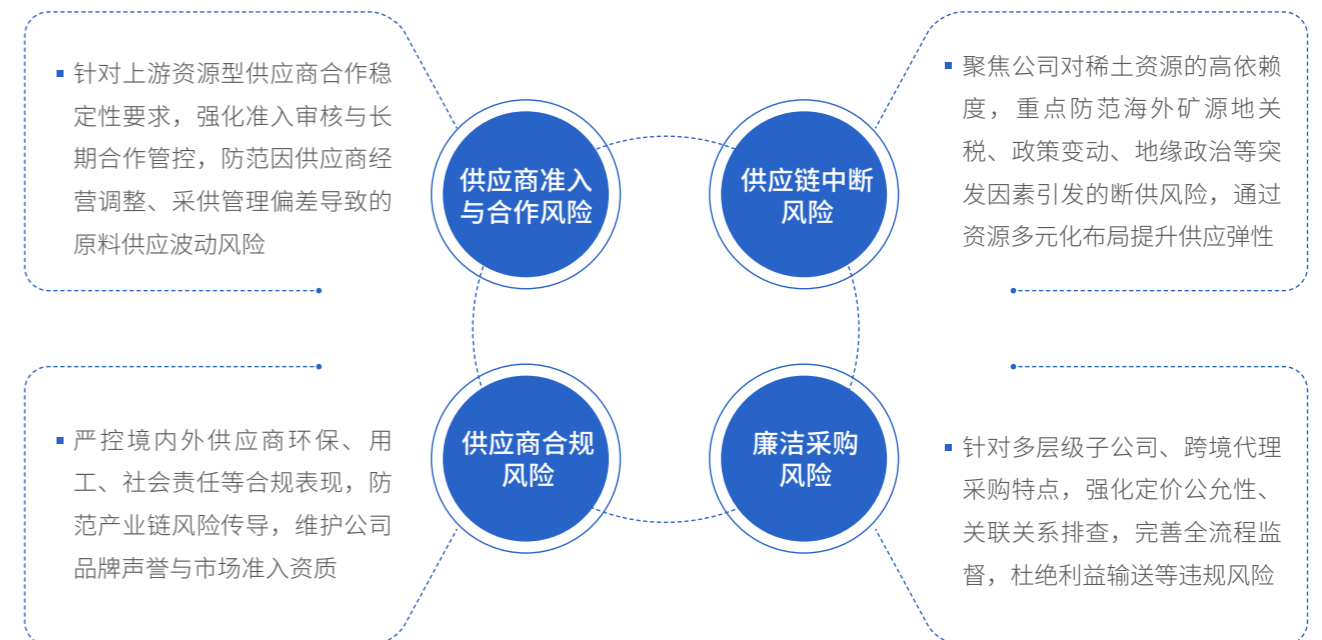 针对上游资源型供应商合作稳
定性要求，强化准入审核与长
期合作管控，防范因供应商经
营调整、采供管理偏差导致的
原料供应波动风险
供应商准入
与合作风险
供应链中断
风险
聚焦公司对稀土资源的高依赖
度，重点防范海外矿源地关
税、政策变动、地缘政治等突
发因素引发的断供风险，通过
资源多元化布局提升供应弹性
严控境内外供应商环保、用
工、社会责任等合规表现，防
范产业链风险传导，维护公司
品牌声誉与市场准入资质
供应商合规
风险
廉洁采购
风险
针对多层级子公司、跨境代理
采购特点，强化定价公允性、
关联关系排查，完善全流程监
督，杜绝利益输送等违规风险